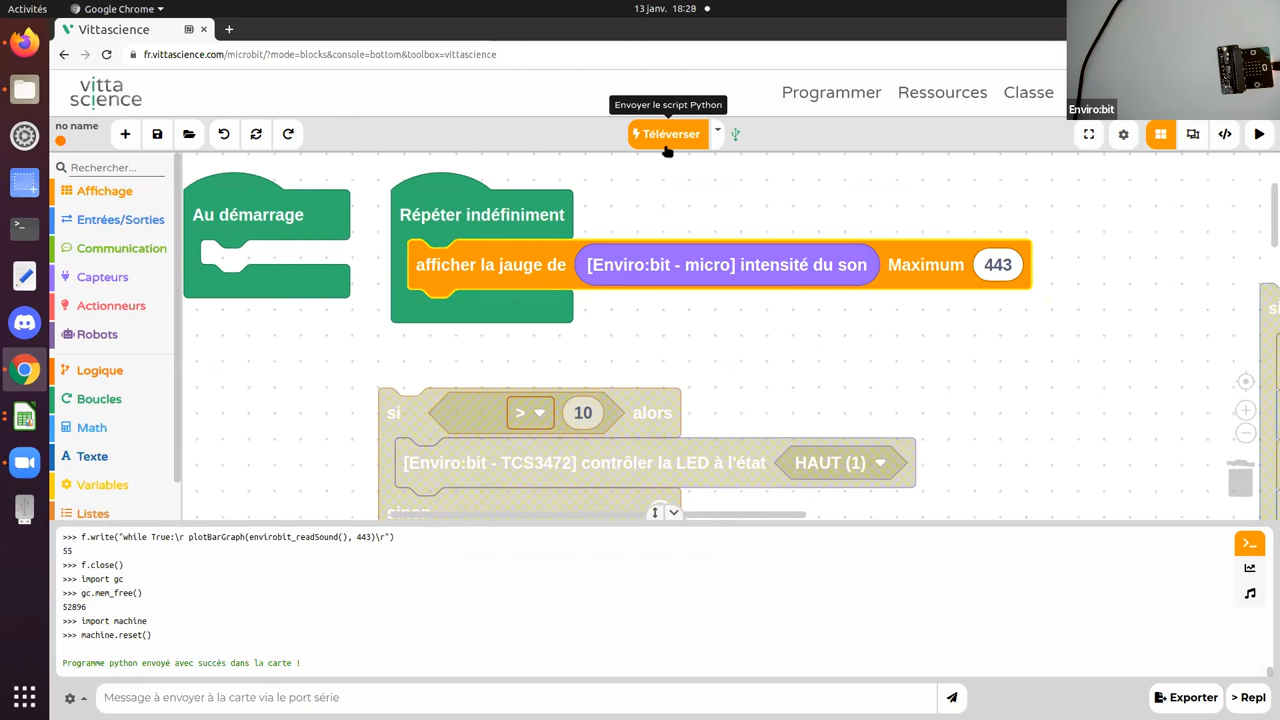 Activités
Google Chrome
13 janv. 18:28
Vittascience
fr.vittascience.com/microbit/?mode=blocks&console=bottom&toolbox=vittascience
Enviro:bit
vitta
science
Programmer
Ressources
Classe
Envoyer le script Python
no name
Téléverser
Rechercher...
Affichage
Entrées/Sorties
Communication
Capteurs
Actionneurs
Robots
Logique
Boucles
Math
Texte
Variables
Listes
Au démarrage
Répéter indéfiniment
afficher la jauge de [Enviro:bit - micro] intensité du son Maximum 443
si > 10 alors
[Enviro:bit - TCS3472] contrôler la LED à l'état HAUT (1)
sinon
si
>>> f.write("while True:\r plotBarGraph(envirobit_readSound(), 443)\r")
55
>>> f.close()
>>> import gc
>>> gc.mem_free()
52896
>>> import machine
>>> machine.reset()
Programme python envoyé avec succès dans la carte !
Message à envoyer à la carte via le port série
Exporter
> Repl